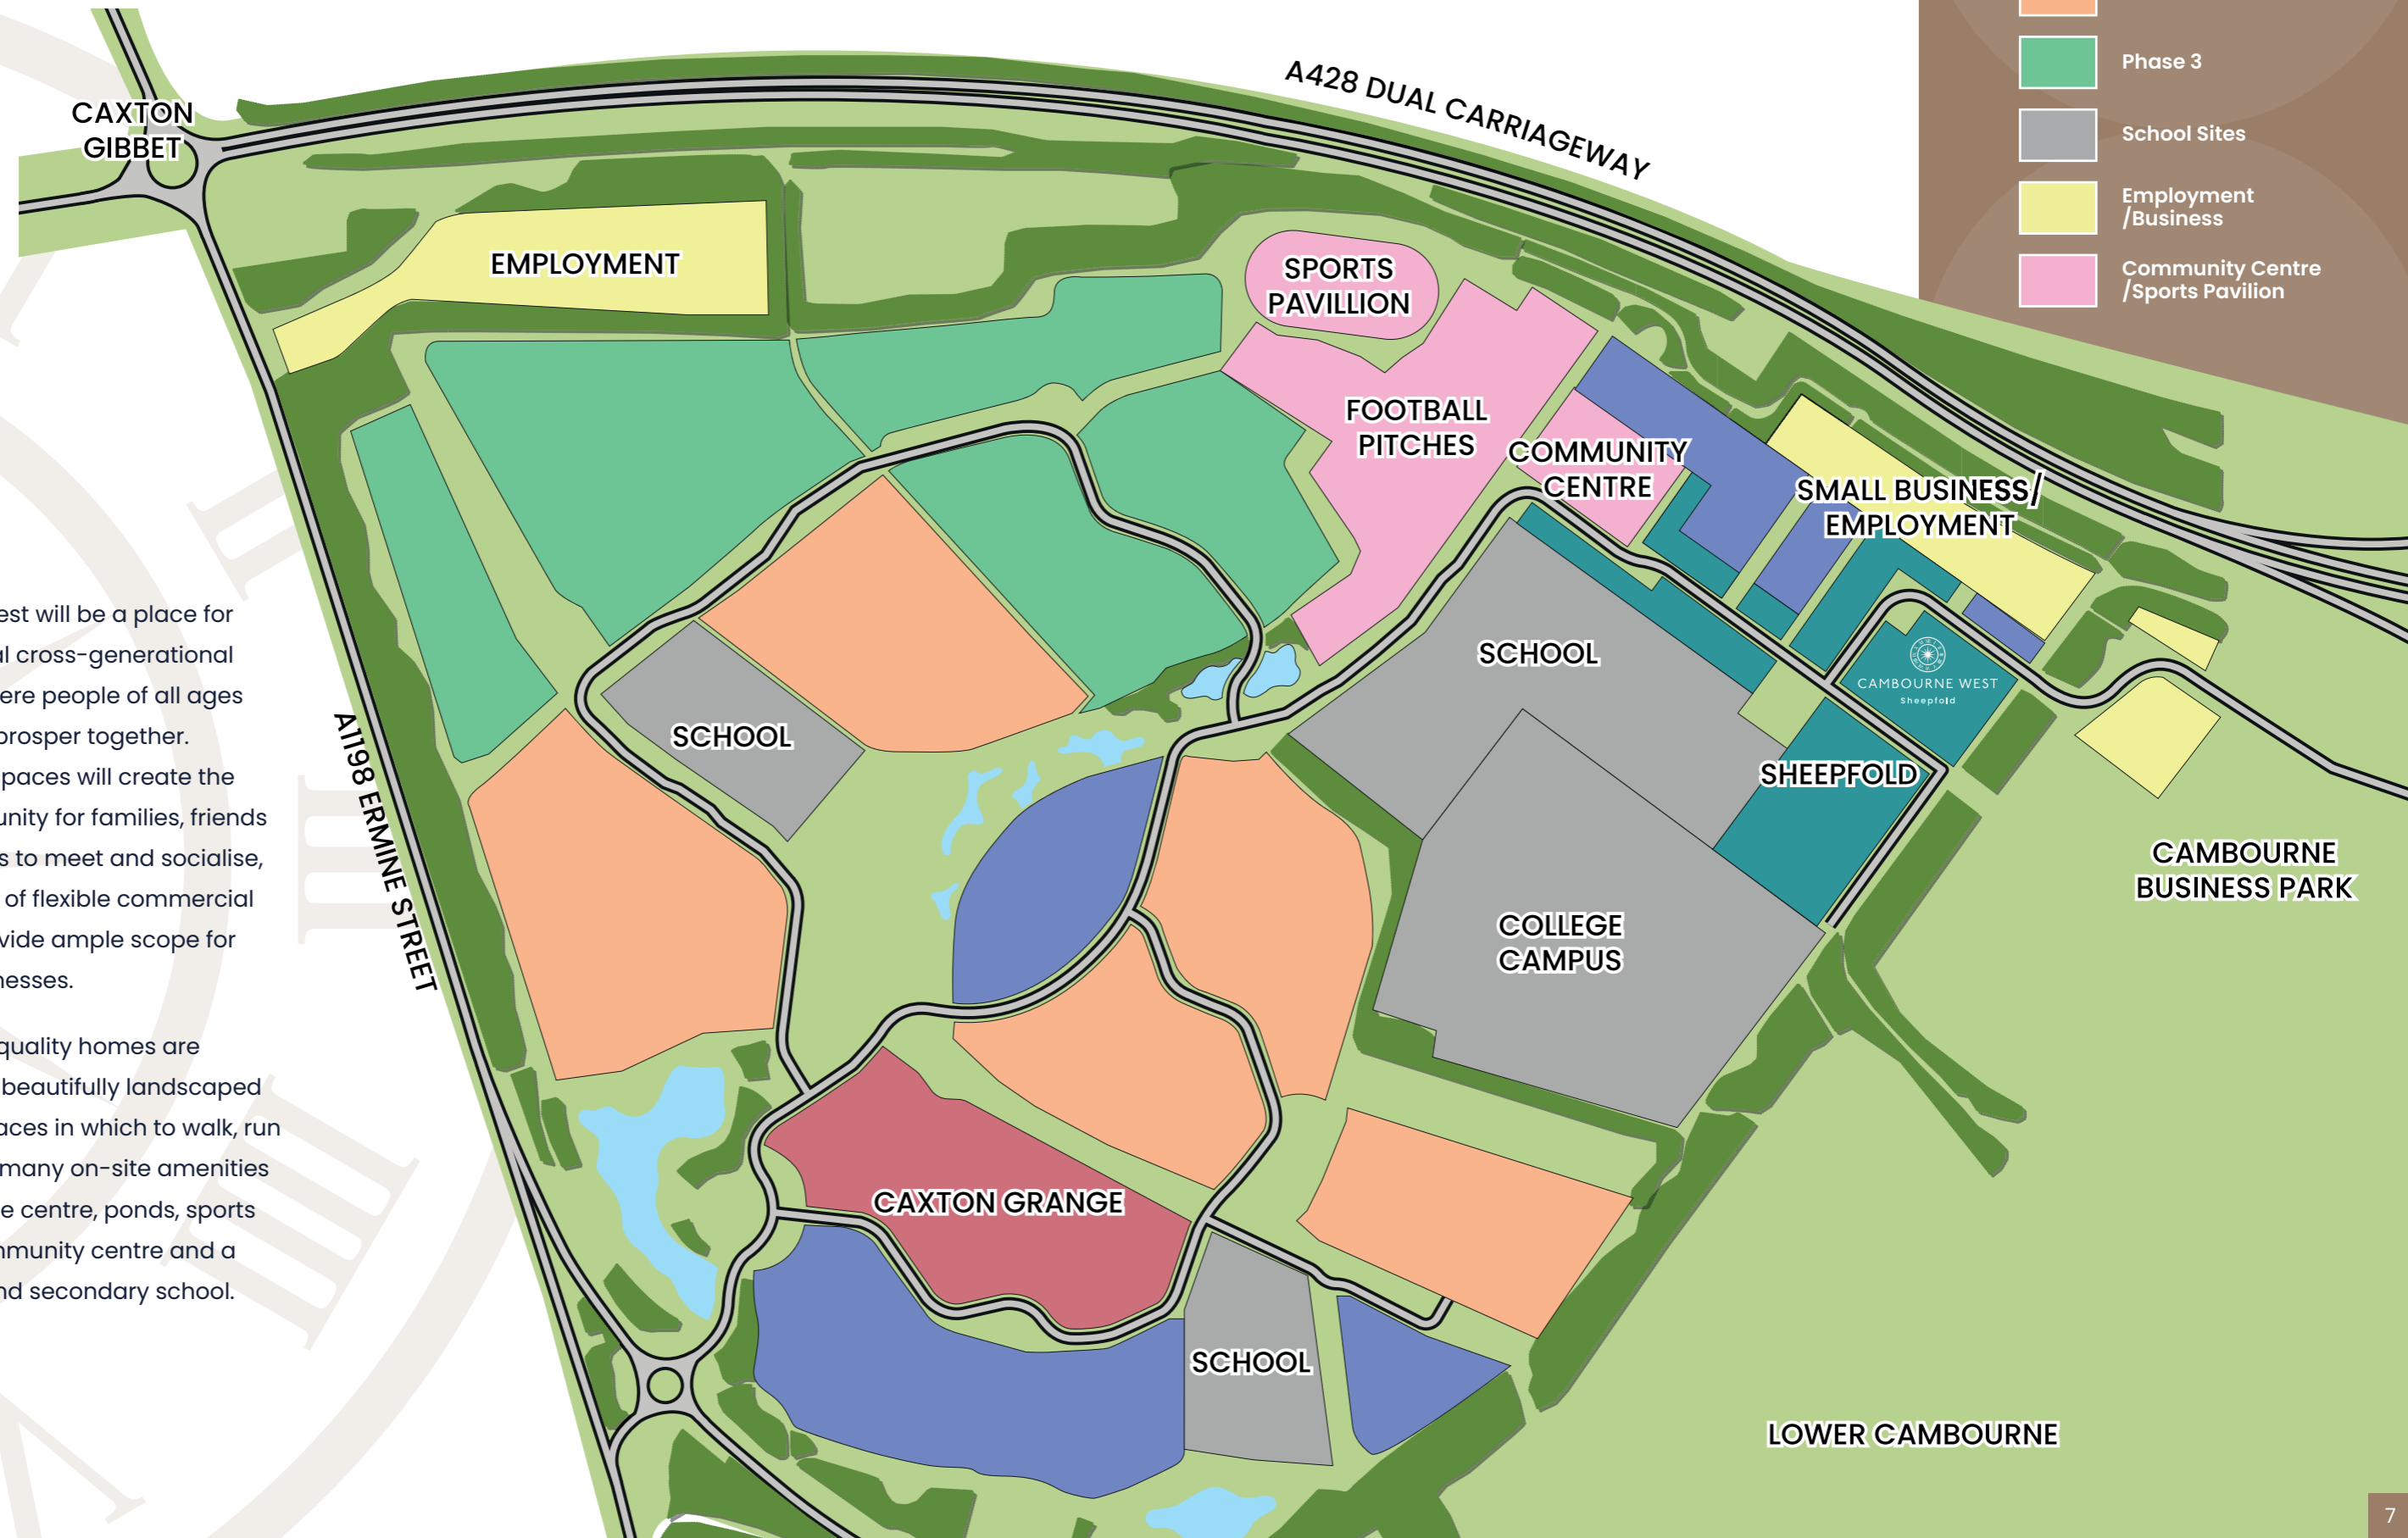 CAXTON
GIBBET
A428 DUAL CARRIAGEWAY
Phase 3
School Sites
Employment
/Business
Community Centre
/Sports Pavilion
EMPLOYMENT
SPORTS
PAVILLION
FOOTBALL
PITCHES
COMMUNITY
CENTRE
SMALL BUSINESS/
EMPLOYMENT
SCHOOL
CAMBOURNE WEST
Sheepfold
SCHOOL
SHEEPFOLD
A1198 ERMINE STREET
CAMBOURNE
BUSINESS PARK
COLLEGE
CAMPUS
CAXTON GRANGE
SCHOOL
LOWER CAMBOURNE
est will be a place for
al cross-generational
ere people of all ages
prosper together.
spaces will create the
unity for families, friends
s to meet and socialise,
of flexible commercial
vide ample scope for
nesses.
quality homes are
beautifully landscaped
aces in which to walk, run
many on-site amenities
e centre, ponds, sports
mmunity centre and a
nd secondary school.
7